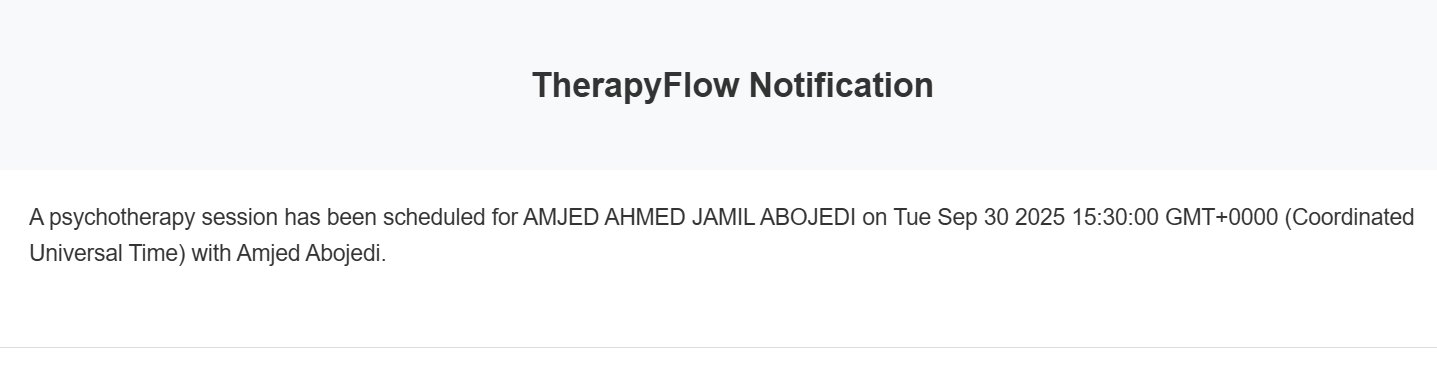 TherapyFlow Notification
A psychotherapy session has been scheduled for AMJED AHMED JAMIL ABOJEDI on Tue Sep 30 2025 15:30:00 GMT+0000 (Coordinated
Universal Time) with Amjed Abojedi.